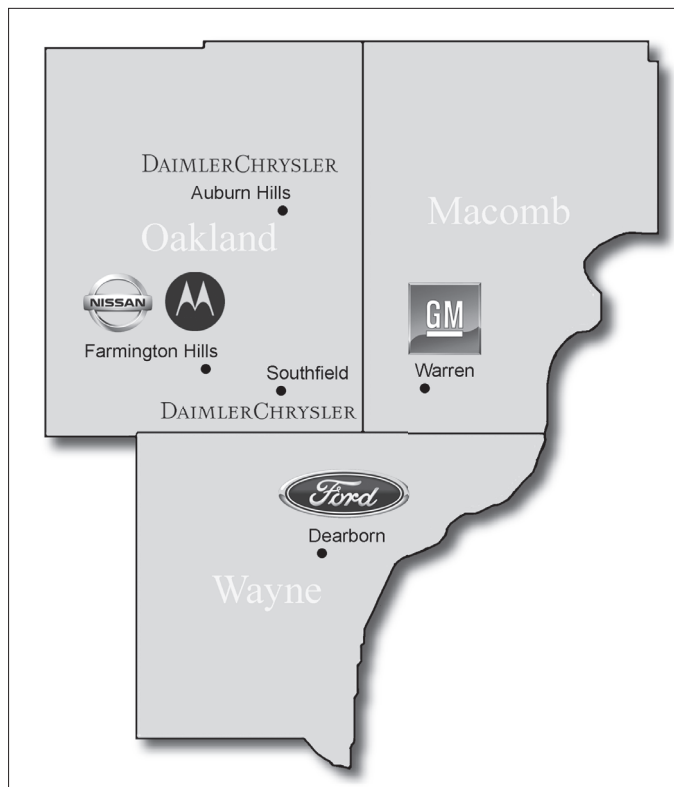 DAIMLERCHRYSLER
Auburn Hills
Oakland
Macomb
NISSAN
GM
Farmington Hills
Southfield
Warren
DAIMLERCHRYSLER
Ford
Dearborn
Wayne